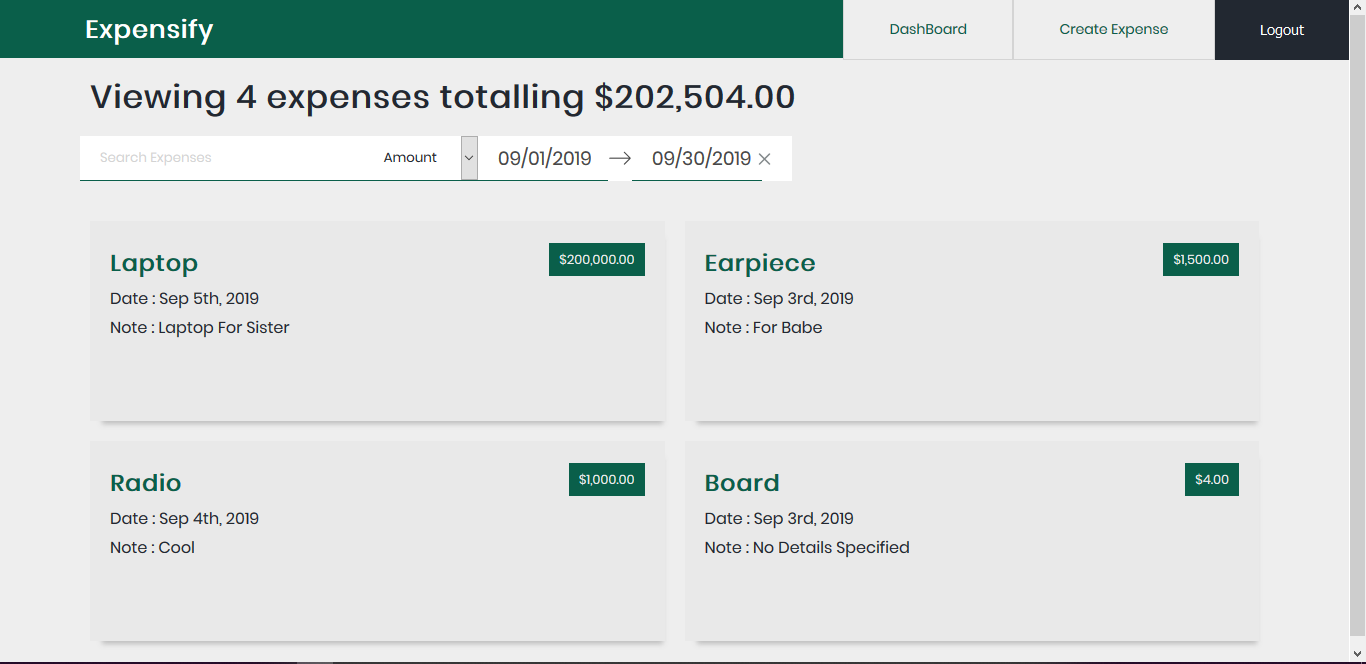 Expensify DashBoard Create Expense Logout
Viewing 4 expenses totalling $202,504.00
Search Expenses Amount 09/01/2019 → 09/30/2019 ×
Laptop $200,000.00
Date : Sep 5th, 2019
Note : Laptop For Sister
Earpiece $1,500.00
Date : Sep 3rd, 2019
Note : For Babe
Radio $1,000.00
Date : Sep 4th, 2019
Note : Cool
Board $4.00
Date : Sep 3rd, 2019
Note : No Details Specified